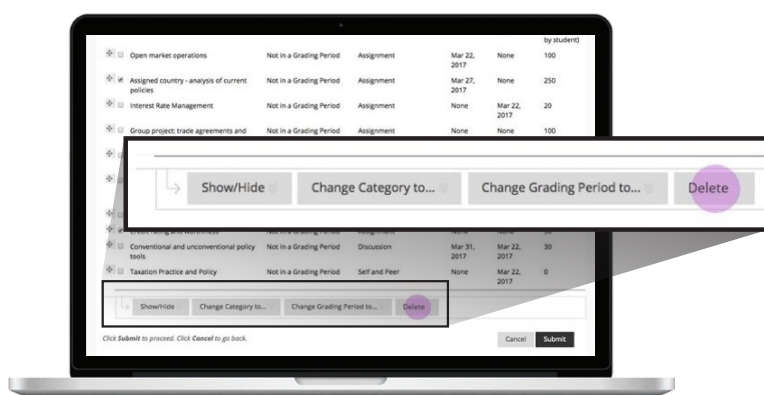 by student)
Open market operations Not in a Grading Period Assignment Mar 22, None 100
2017
Assigned country - analysis of current Not in a Grading Period Assignment Mar 27, None 250
policies 2017
Interest Rate Management Not in a Grading Period Assignment None Mar 22, 20
2017
Group project: trade agreements and Not in a Grading Period Assignment None None 100
Show/Hide Change Category to... Change Grading Period to... Delete
Conventional and unconventional policy Not in a Grading Period Discussion Mar 31, Mar 22, 30
tools 2017 2017
Taxation Practice and Policy Not in a Grading Period Self and Peer None Mar 22, 0
2017
Show/Hide Change Category to... Change Grading Period to... Delete
Click Submit to proceed. Click Cancel to go back. Cancel Submit